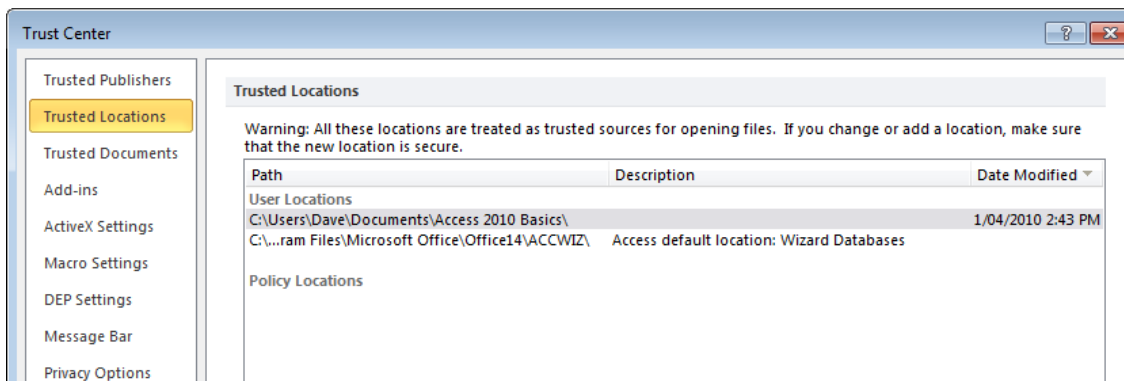 Trust Center
Trusted Publishers
Trusted Locations
Trusted Documents
Add-ins
ActiveX Settings
Macro Settings
DEP Settings
Message Bar
Privacy Options
Trusted Locations
Warning: All these locations are treated as trusted sources for opening files. If you change or add a location, make sure
that the new location is secure.
Path Description Date Modified
User Locations
C:\Users\Dave\Documents\Access 2010 Basics\ 1/04/2010 2:43 PM
C:\...ram Files\Microsoft Office\Office14\ACCWIZ\ Access default location: Wizard Databases
Policy Locations